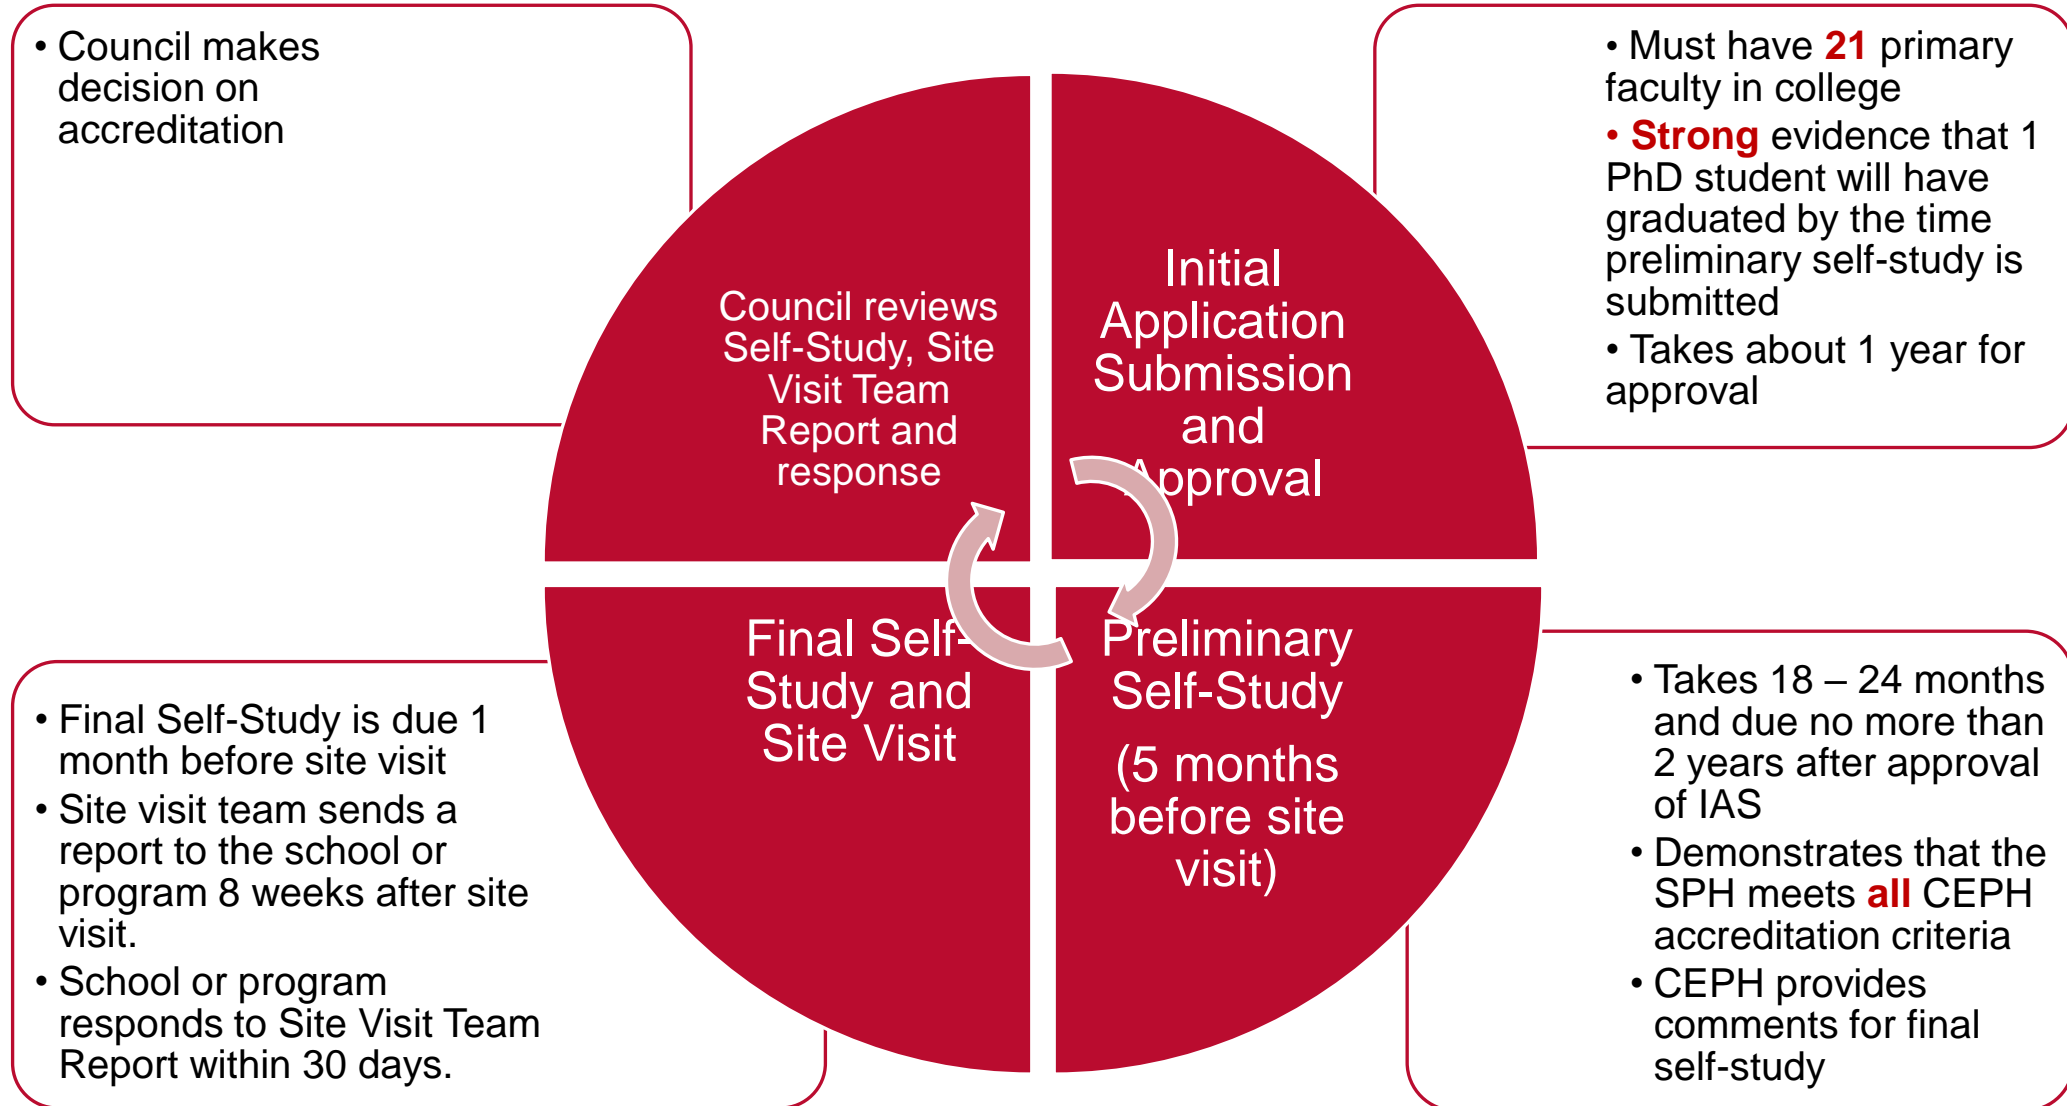 • Council makes
decision on
accreditation
Council reviews
Self-Study, Site
Visit Team
Report and
response
Initial
Application
Submission
and
Approval
• Must have 21 primary
faculty in college
• Strong evidence that 1
PhD student will have
graduated by the time
preliminary self-study is
submitted
• Takes about 1 year for
approval
Final Self-
Study and
Site Visit
Preliminary
Self-Study
(5 months
before site
visit)
• Final Self-Study is due 1
month before site visit
• Site visit team sends a
report to the school or
program 8 weeks after site
visit.
• School or program
responds to Site Visit Team
Report within 30 days.
• Takes 18 – 24 months
and due no more than
2 years after approval
of IAS
• Demonstrates that the
SPH meets all CEPH
accreditation criteria
• CEPH provides
comments for final
self-study